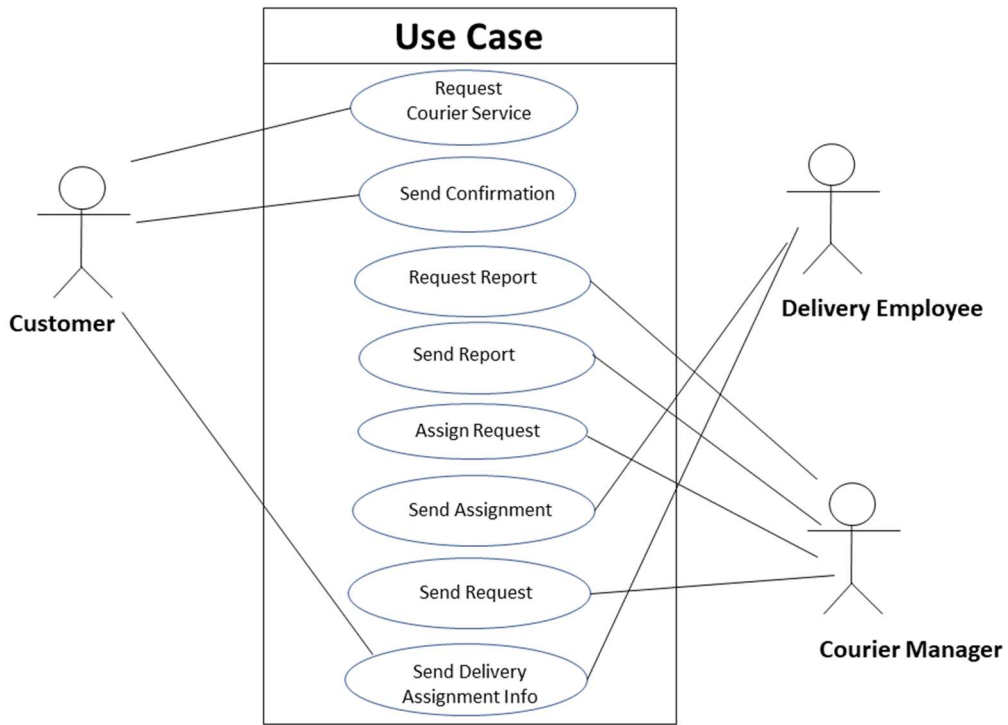 Use Case
Request
Courier Service
Send Confirmation
Request Report
Send Report
Assign Request
Send Assignment
Send Request
Send Delivery
Assignment Info
Customer
Delivery Employee
Courier Manager